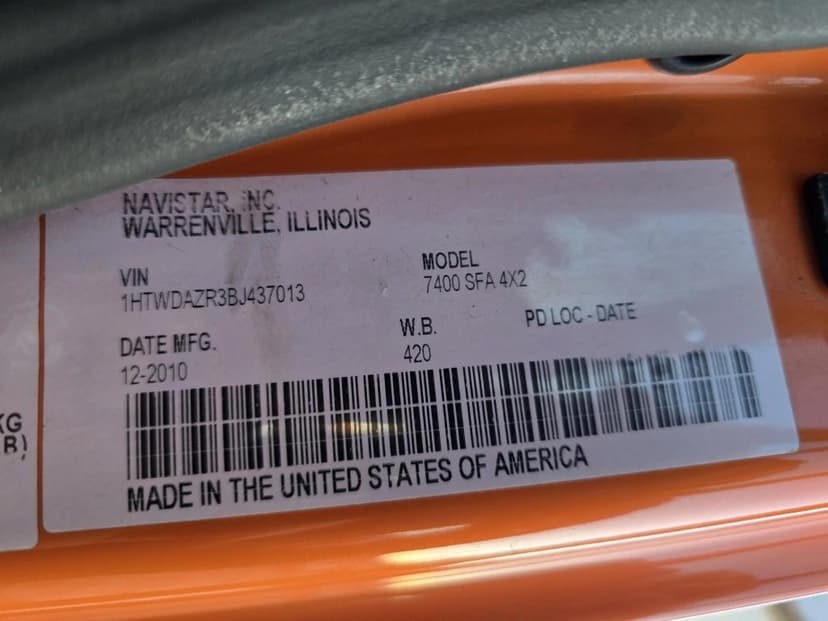 NAVISTAR, INC.
WARRENVILLE, ILLINOIS
VIN
1HTWDAZR3BJ437013
MODEL
7400 SFA 4X2
DATE MFG.
12-2010
W.B.
420
PD LOC - DATE
KG
B)
MADE IN THE UNITED STATES OF AMERICA